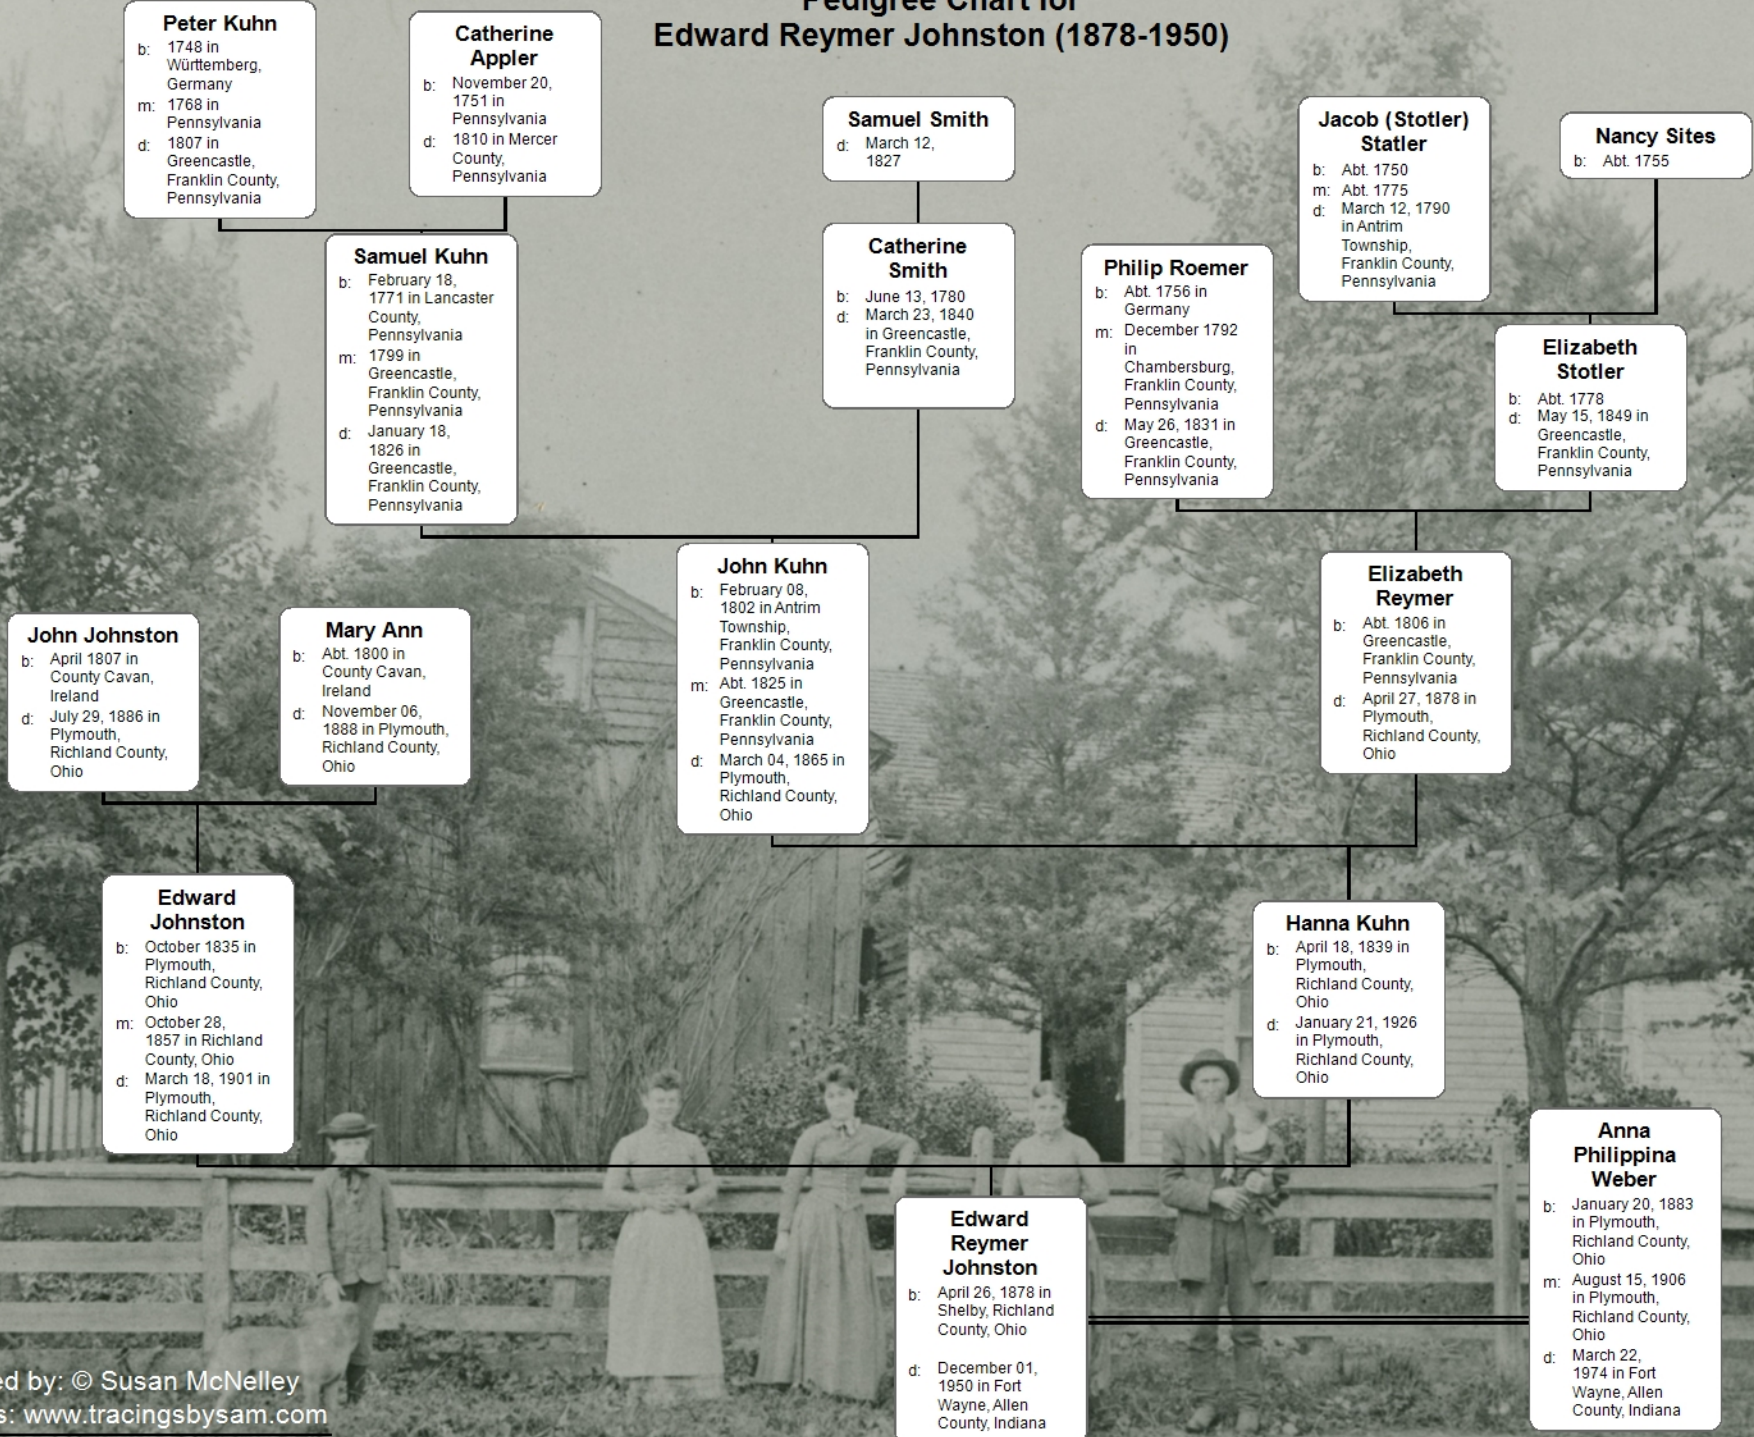 Pedigree Chart for
Edward Reymer Johnston (1878-1950)
Peter Kuhn
b: 1748 in
Württemberg,
Germany
m: 1768 in
Pennsylvania
d: 1807 in
Greencastle,
Franklin County,
Pennsylvania
Catherine
Appler
b: November 20,
1751 in
Pennsylvania
d: 1810 in Mercer
County,
Pennsylvania
Samuel Smith
d: March 12,
1827
Jacob (Stotler)
Statler
b: Abt. 1750
m: Abt. 1775
d: March 12, 1790
in Antrim
Township,
Franklin County,
Pennsylvania
Nancy Sites
b: Abt. 1755
Samuel Kuhn
b: February 18,
1771 in Lancaster
County,
Pennsylvania
m: 1799 in
Greencastle,
Franklin County,
Pennsylvania
d: January 18,
1826 in
Greencastle,
Franklin County,
Pennsylvania
Catherine
Smith
b: June 13, 1780
d: March 23, 1840
in Greencastle,
Franklin County,
Pennsylvania
Philip Roemer
b: Abt. 1756 in
Germany
m: December 1792
in
Chambersburg,
Franklin County,
Pennsylvania
d: May 26, 1831 in
Greencastle,
Franklin County,
Pennsylvania
Elizabeth
Stotler
b: Abt. 1778
d: May 15, 1849 in
Greencastle,
Franklin County,
Pennsylvania
John Johnston
b: April 1807 in
County Cavan,
Ireland
d: July 29, 1886 in
Plymouth,
Richland County,
Ohio
Mary Ann
b: Abt. 1800 in
County Cavan,
Ireland
d: November 06,
1888 in Plymouth,
Richland County,
Ohio
John Kuhn
b: February 08,
1802 in Antrim
Township,
Franklin County,
Pennsylvania
m: Abt. 1825 in
Greencastle,
Franklin County,
Pennsylvania
d: March 04, 1865 in
Plymouth,
Richland County,
Ohio
Elizabeth
Reymer
b: Abt. 1806 in
Greencastle,
Franklin County,
Pennsylvania
d: April 27, 1878 in
Plymouth,
Richland County,
Ohio
Edward
Johnston
b: October 1835 in
Plymouth,
Richland County,
Ohio
m: October 28,
1857 in Richland
County, Ohio
d: March 18, 1901 in
Plymouth,
Richland County,
Ohio
Hanna Kuhn
b: April 18, 1839 in
Plymouth,
Richland County,
Ohio
d: January 21, 1926
in Plymouth,
Richland County,
Ohio
Edward
Reymer
Johnston
b: April 26, 1878 in
Shelby, Richland
County, Ohio
d: December 01,
1950 in Fort
Wayne, Allen
County, Indiana
Anna
Philippina
Weber
b: January 20, 1883
in Plymouth,
Richland County,
Ohio
m: August 15, 1906
in Plymouth,
Richland County,
Ohio
d: March 22,
1974 in Fort
Wayne, Allen
County, Indiana
by: © Susan McNelley
www.tracingsbysam.com